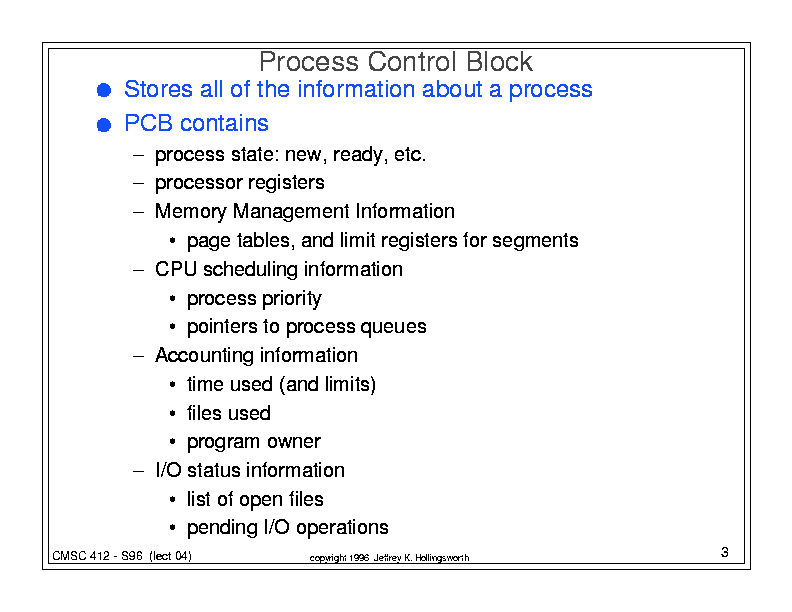 Process Control Block
● Stores all of the information about a process
● PCB contains
– process state: new, ready, etc.
– processor registers
– Memory Management Information
• page tables, and limit registers for segments
– CPU scheduling information
• process priority
• pointers to process queues
– Accounting information
• time used (and limits)
• files used
• program owner
– I/O status information
• list of open files
• pending I/O operations
CMSC 412 - S96 (lect 04)
copyright 1996 Jeffrey K. Hollingsworth
3